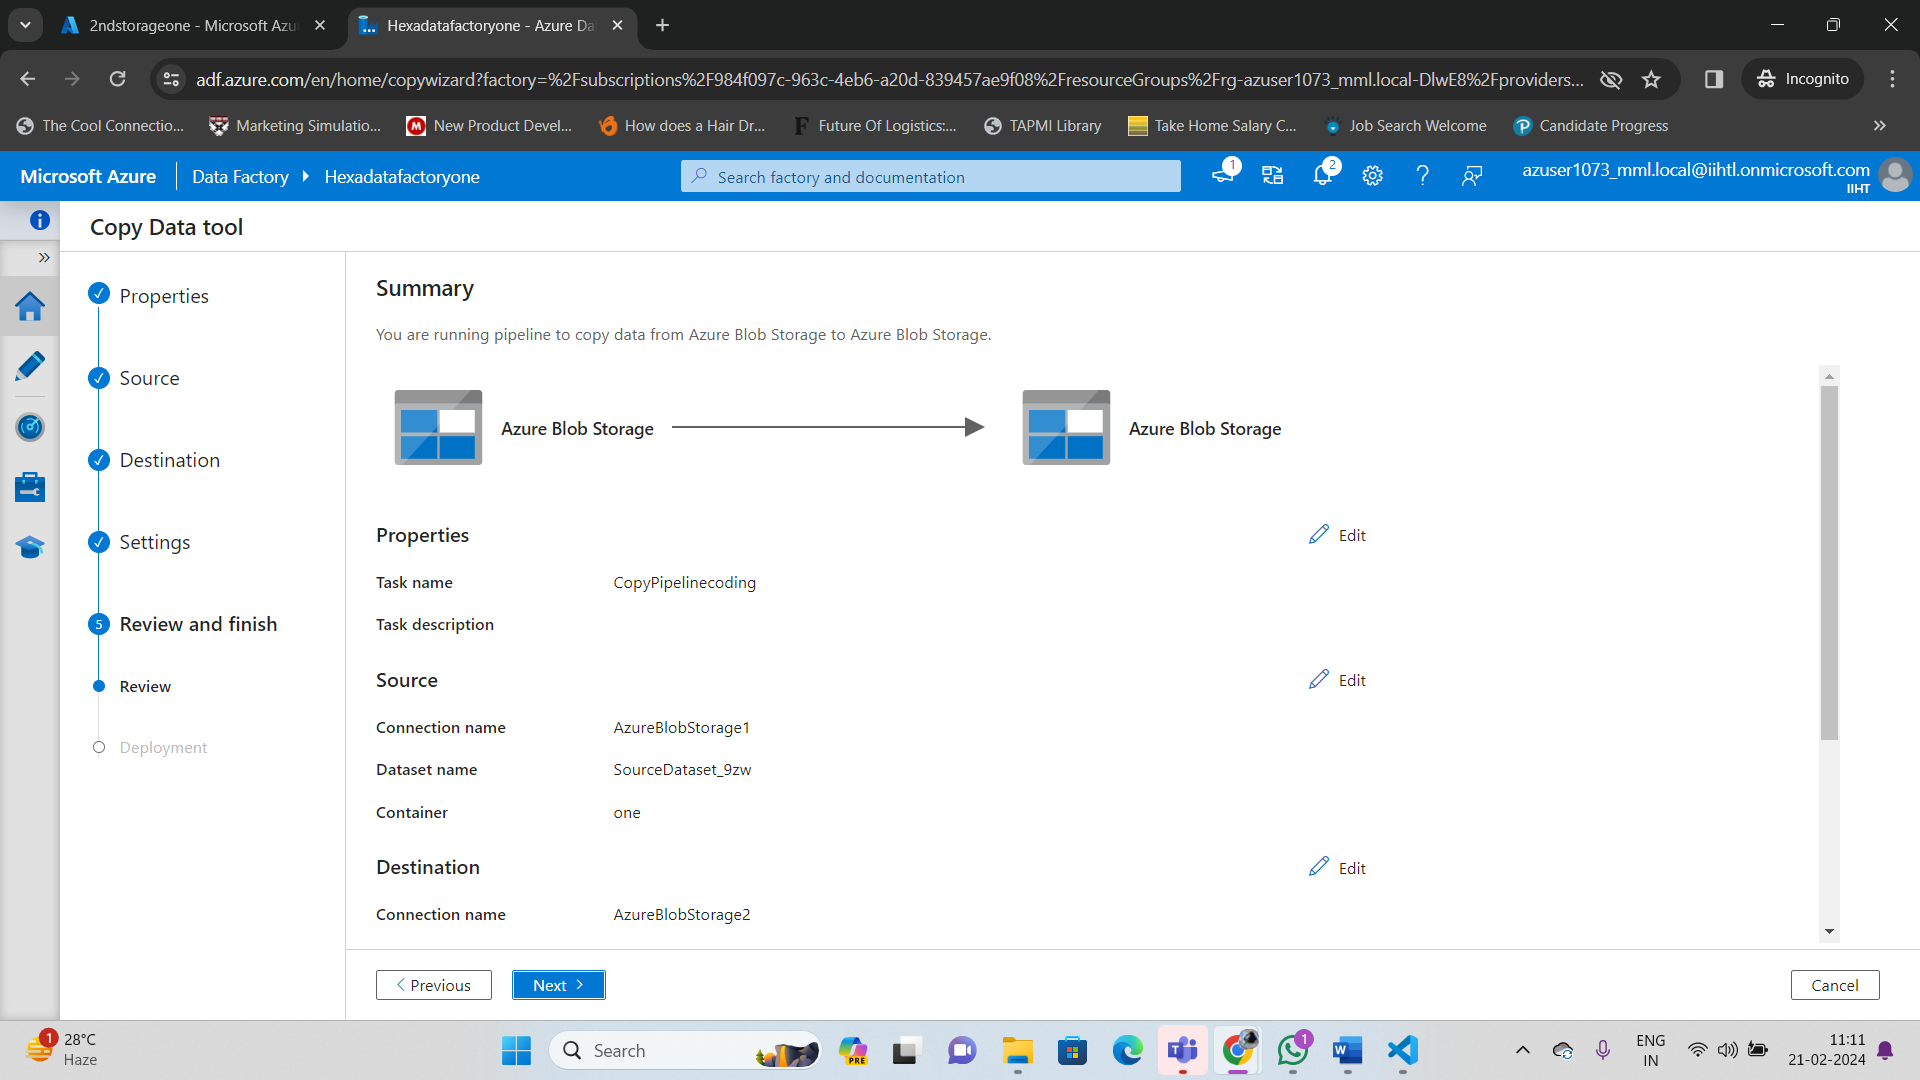 2ndstorageone - Microsoft Azu
Hexadatafactoryone - Azure Da
adf.azure.com/en/home/copywizard?factory=%2Fsubscriptions%2F984f097c-963c-4eb6-a20d-839457ae9f08%2FresourceGroups%2Frg-azuser1073_mml.local-DlwE8%2Fproviders...
Incognito
The Cool Connectio...
Marketing Simulatio...
New Product Devel...
How does a Hair Dr...
Future Of Logistics:...
TAPMI Library
Take Home Salary C...
Job Search Welcome
Candidate Progress
Microsoft Azure
Data Factory
Hexadatafactoryone
Search factory and documentation
1
2
azuser1073_mml.local@iihtl.onmicrosoft.com
IIHT
Copy Data tool
Properties
Source
Destination
Settings
5
Review and finish
Review
Deployment
Summary
You are running pipeline to copy data from Azure Blob Storage to Azure Blob Storage.
Azure Blob Storage
Azure Blob Storage
Properties
Edit
Task name
CopyPipelinecoding
Task description
Source
Edit
Connection name
AzureBlobStorage1
Dataset name
SourceDataset_9zw
Container
one
Destination
Edit
Connection name
AzureBlobStorage2
Previous
Next
Cancel
1
28°C
Haze
Search
PRE
1
ENG
IN
11:11
21-02-2024